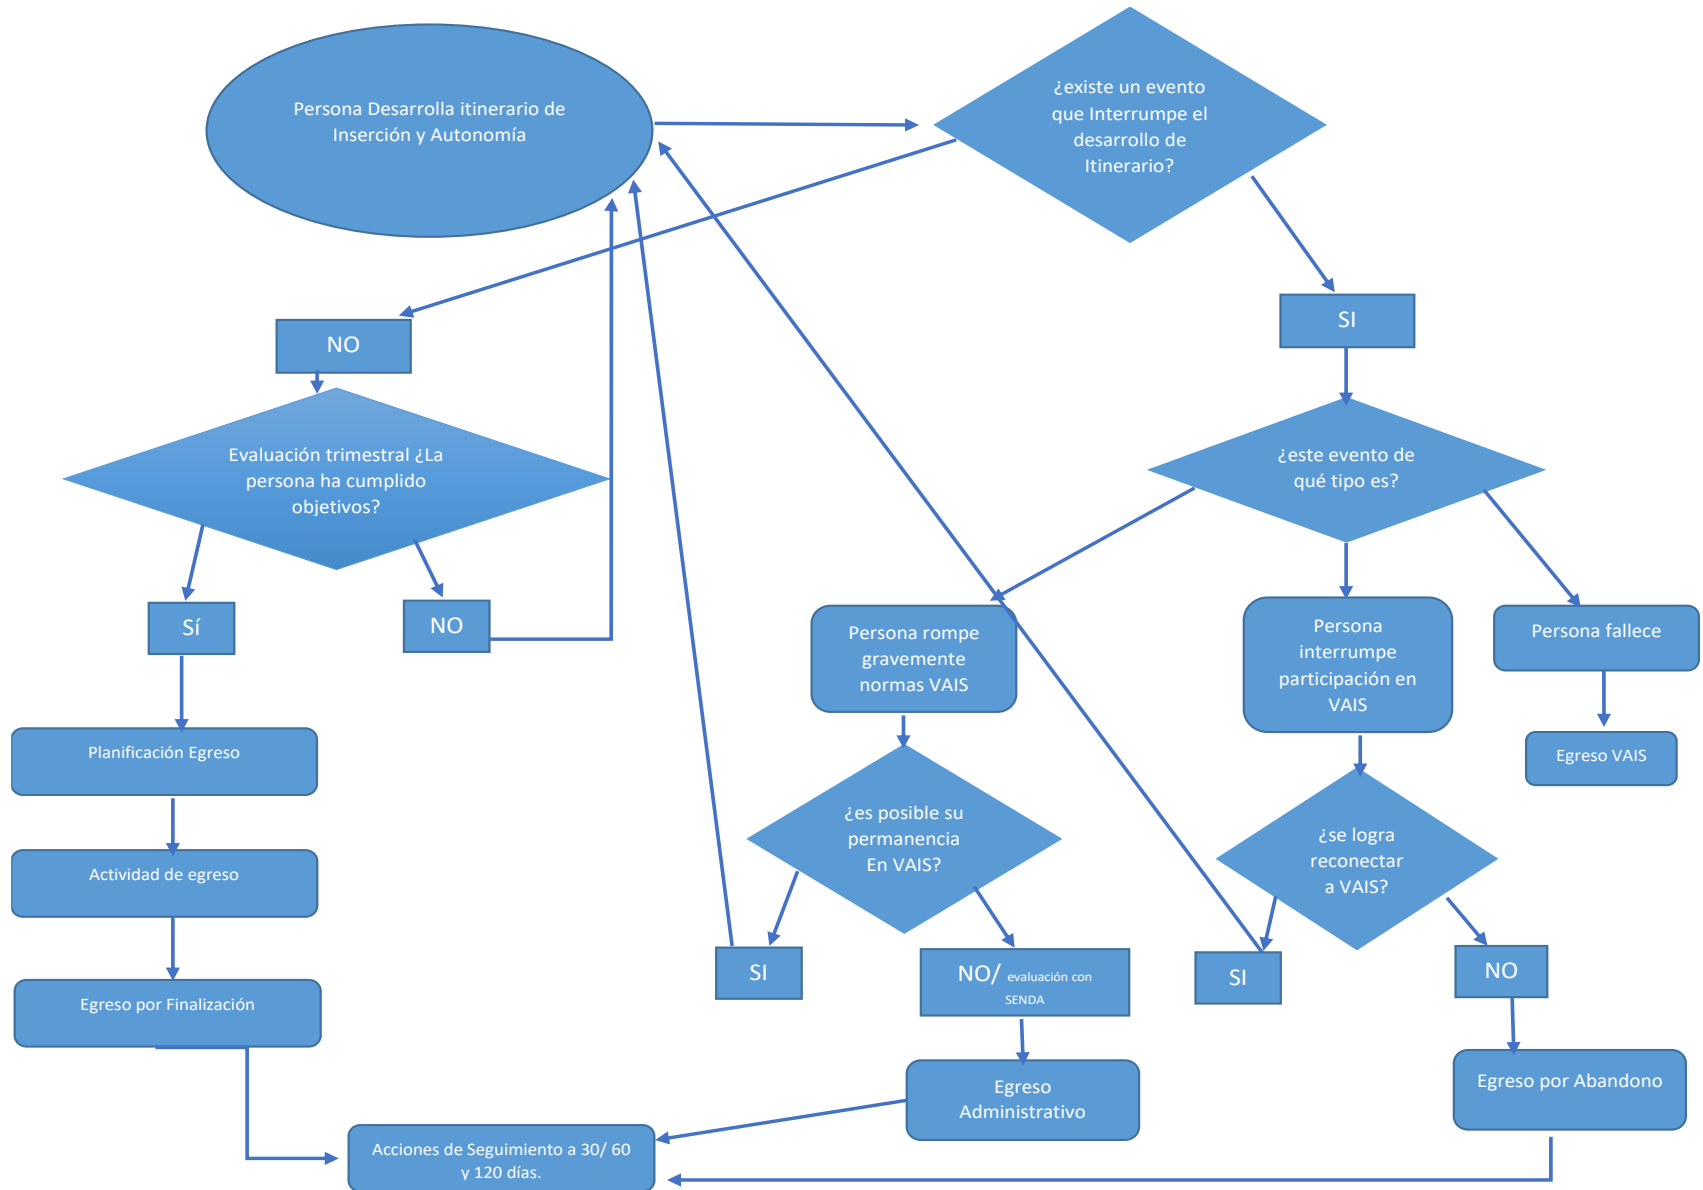 Persona Desarrolla itinerario de
Inserción y Autonomía
¿existe un evento
que Interrumpe el
desarrollo de
Itinerario?
NO
SI
Evaluación trimestral ¿La
persona ha cumplido
objetivos?
¿este evento de
qué tipo es?
Sí
NO
Persona rompe
gravemente
normas VAIS
Persona
interrumpe
participación en
VAIS
Persona fallece
Planificación Egreso
Egreso VAIS
¿es posible su
permanencia
En VAIS?
¿se logra
reconectar
a VAIS?
Actividad de egreso
SI
NO/ evaluación con
SENDA
SI
NO
Egreso por Finalización
Egreso
Administrativo
Egreso por Abandono
Acciones de Seguimiento a 30/ 60
y 120 días.